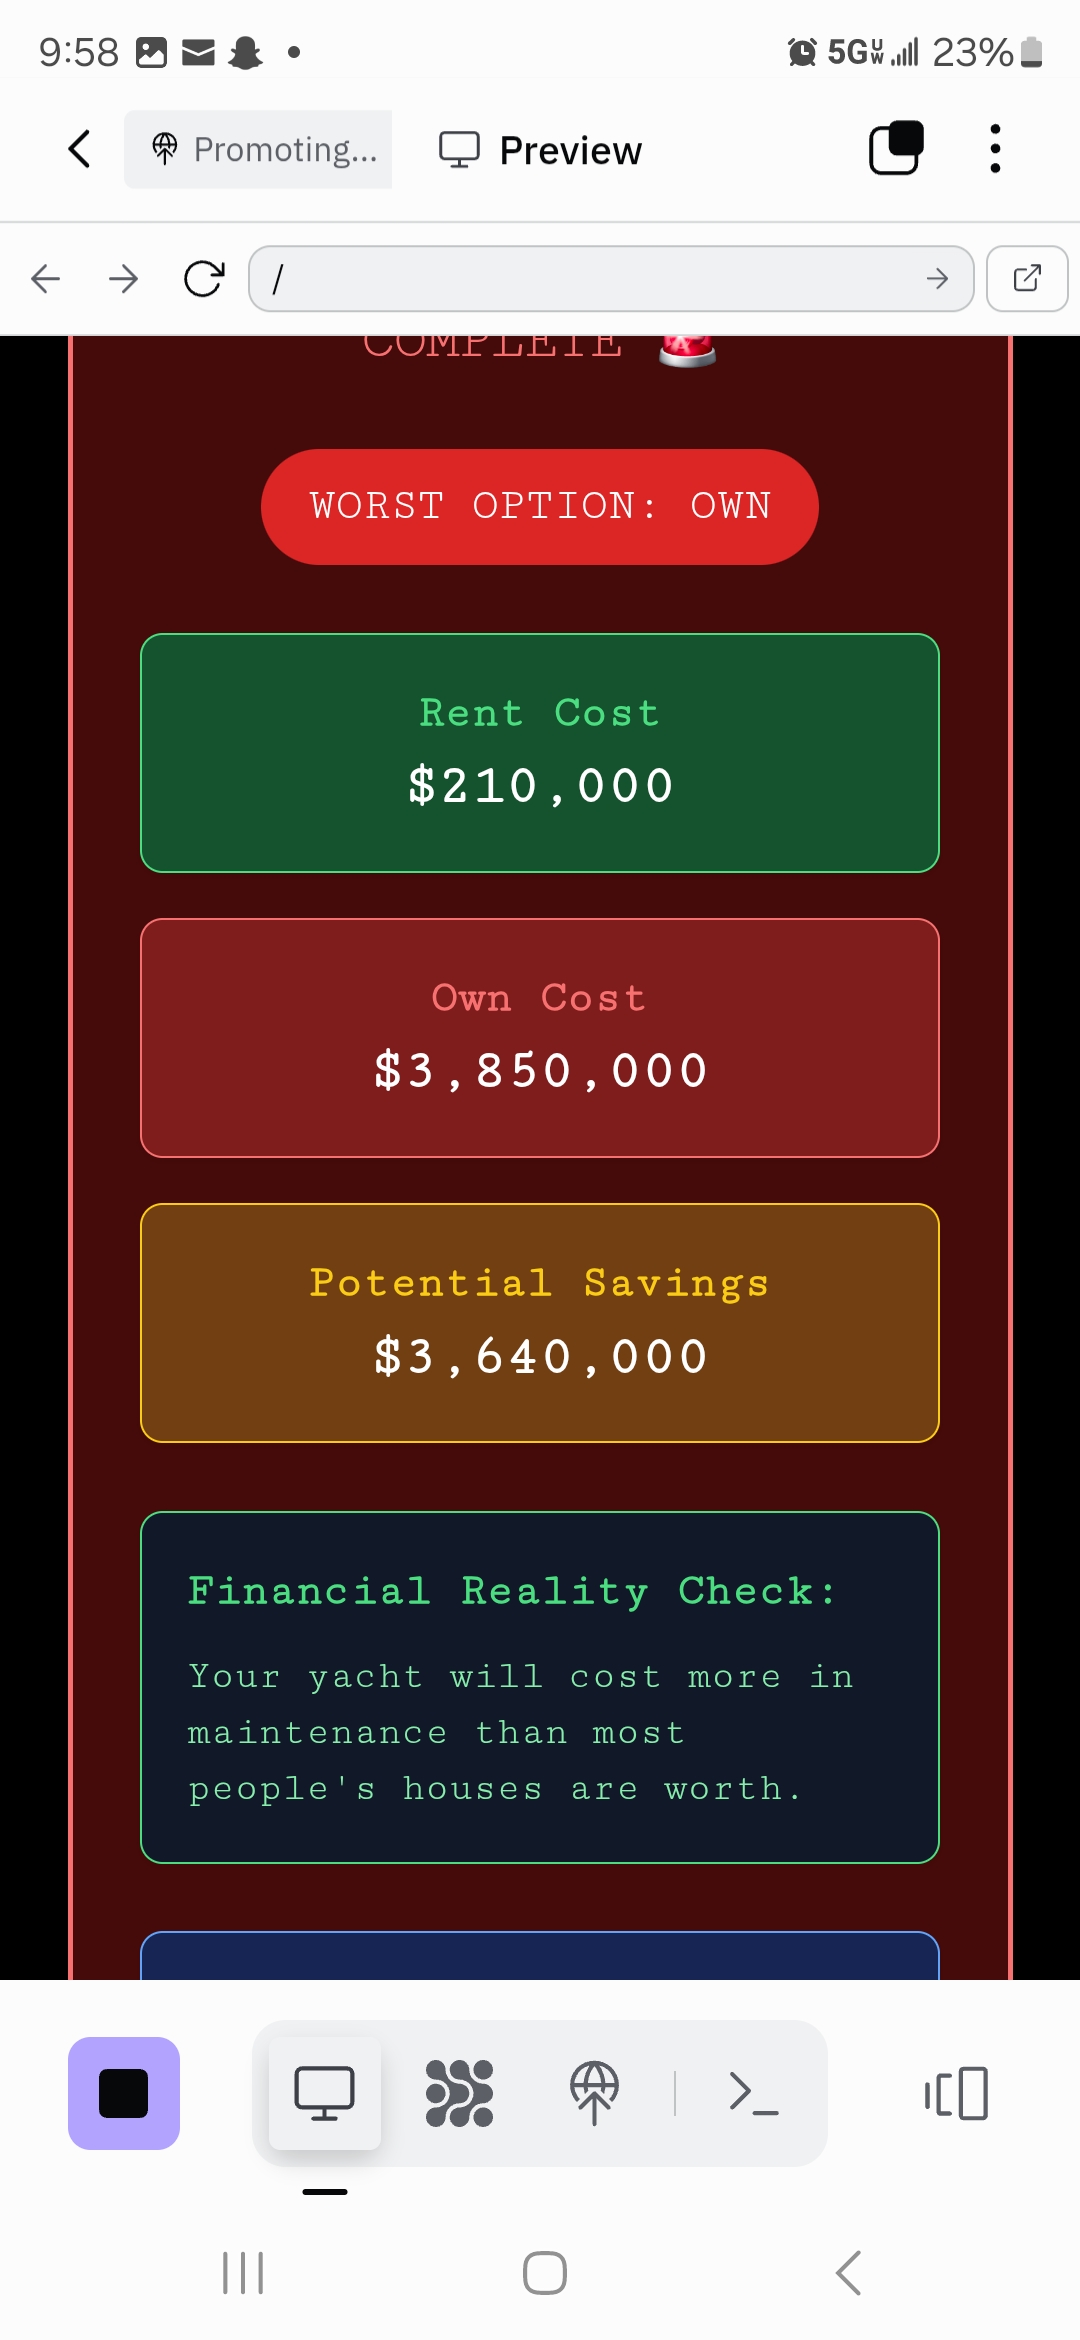 9:58
5G UW 23%
Promoting... Preview
/
COMPLETE
WORST OPTION: OWN
Rent Cost
$210,000
Own Cost
$3,850,000
Potential Savings
$3,640,000
Financial Reality Check:
Your yacht will cost more in
maintenance than most
people's houses are worth.